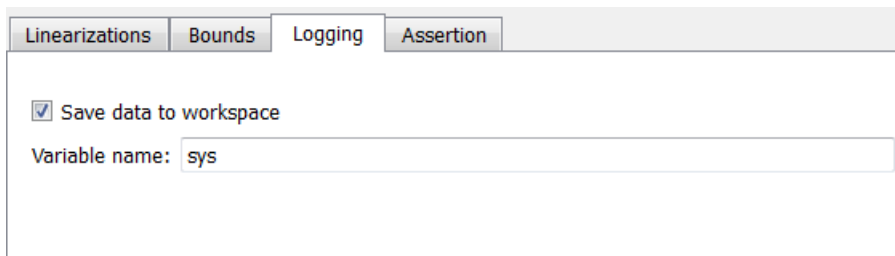 Linearizations Bounds Logging Assertion
Save data to workspace
Variable name: sys